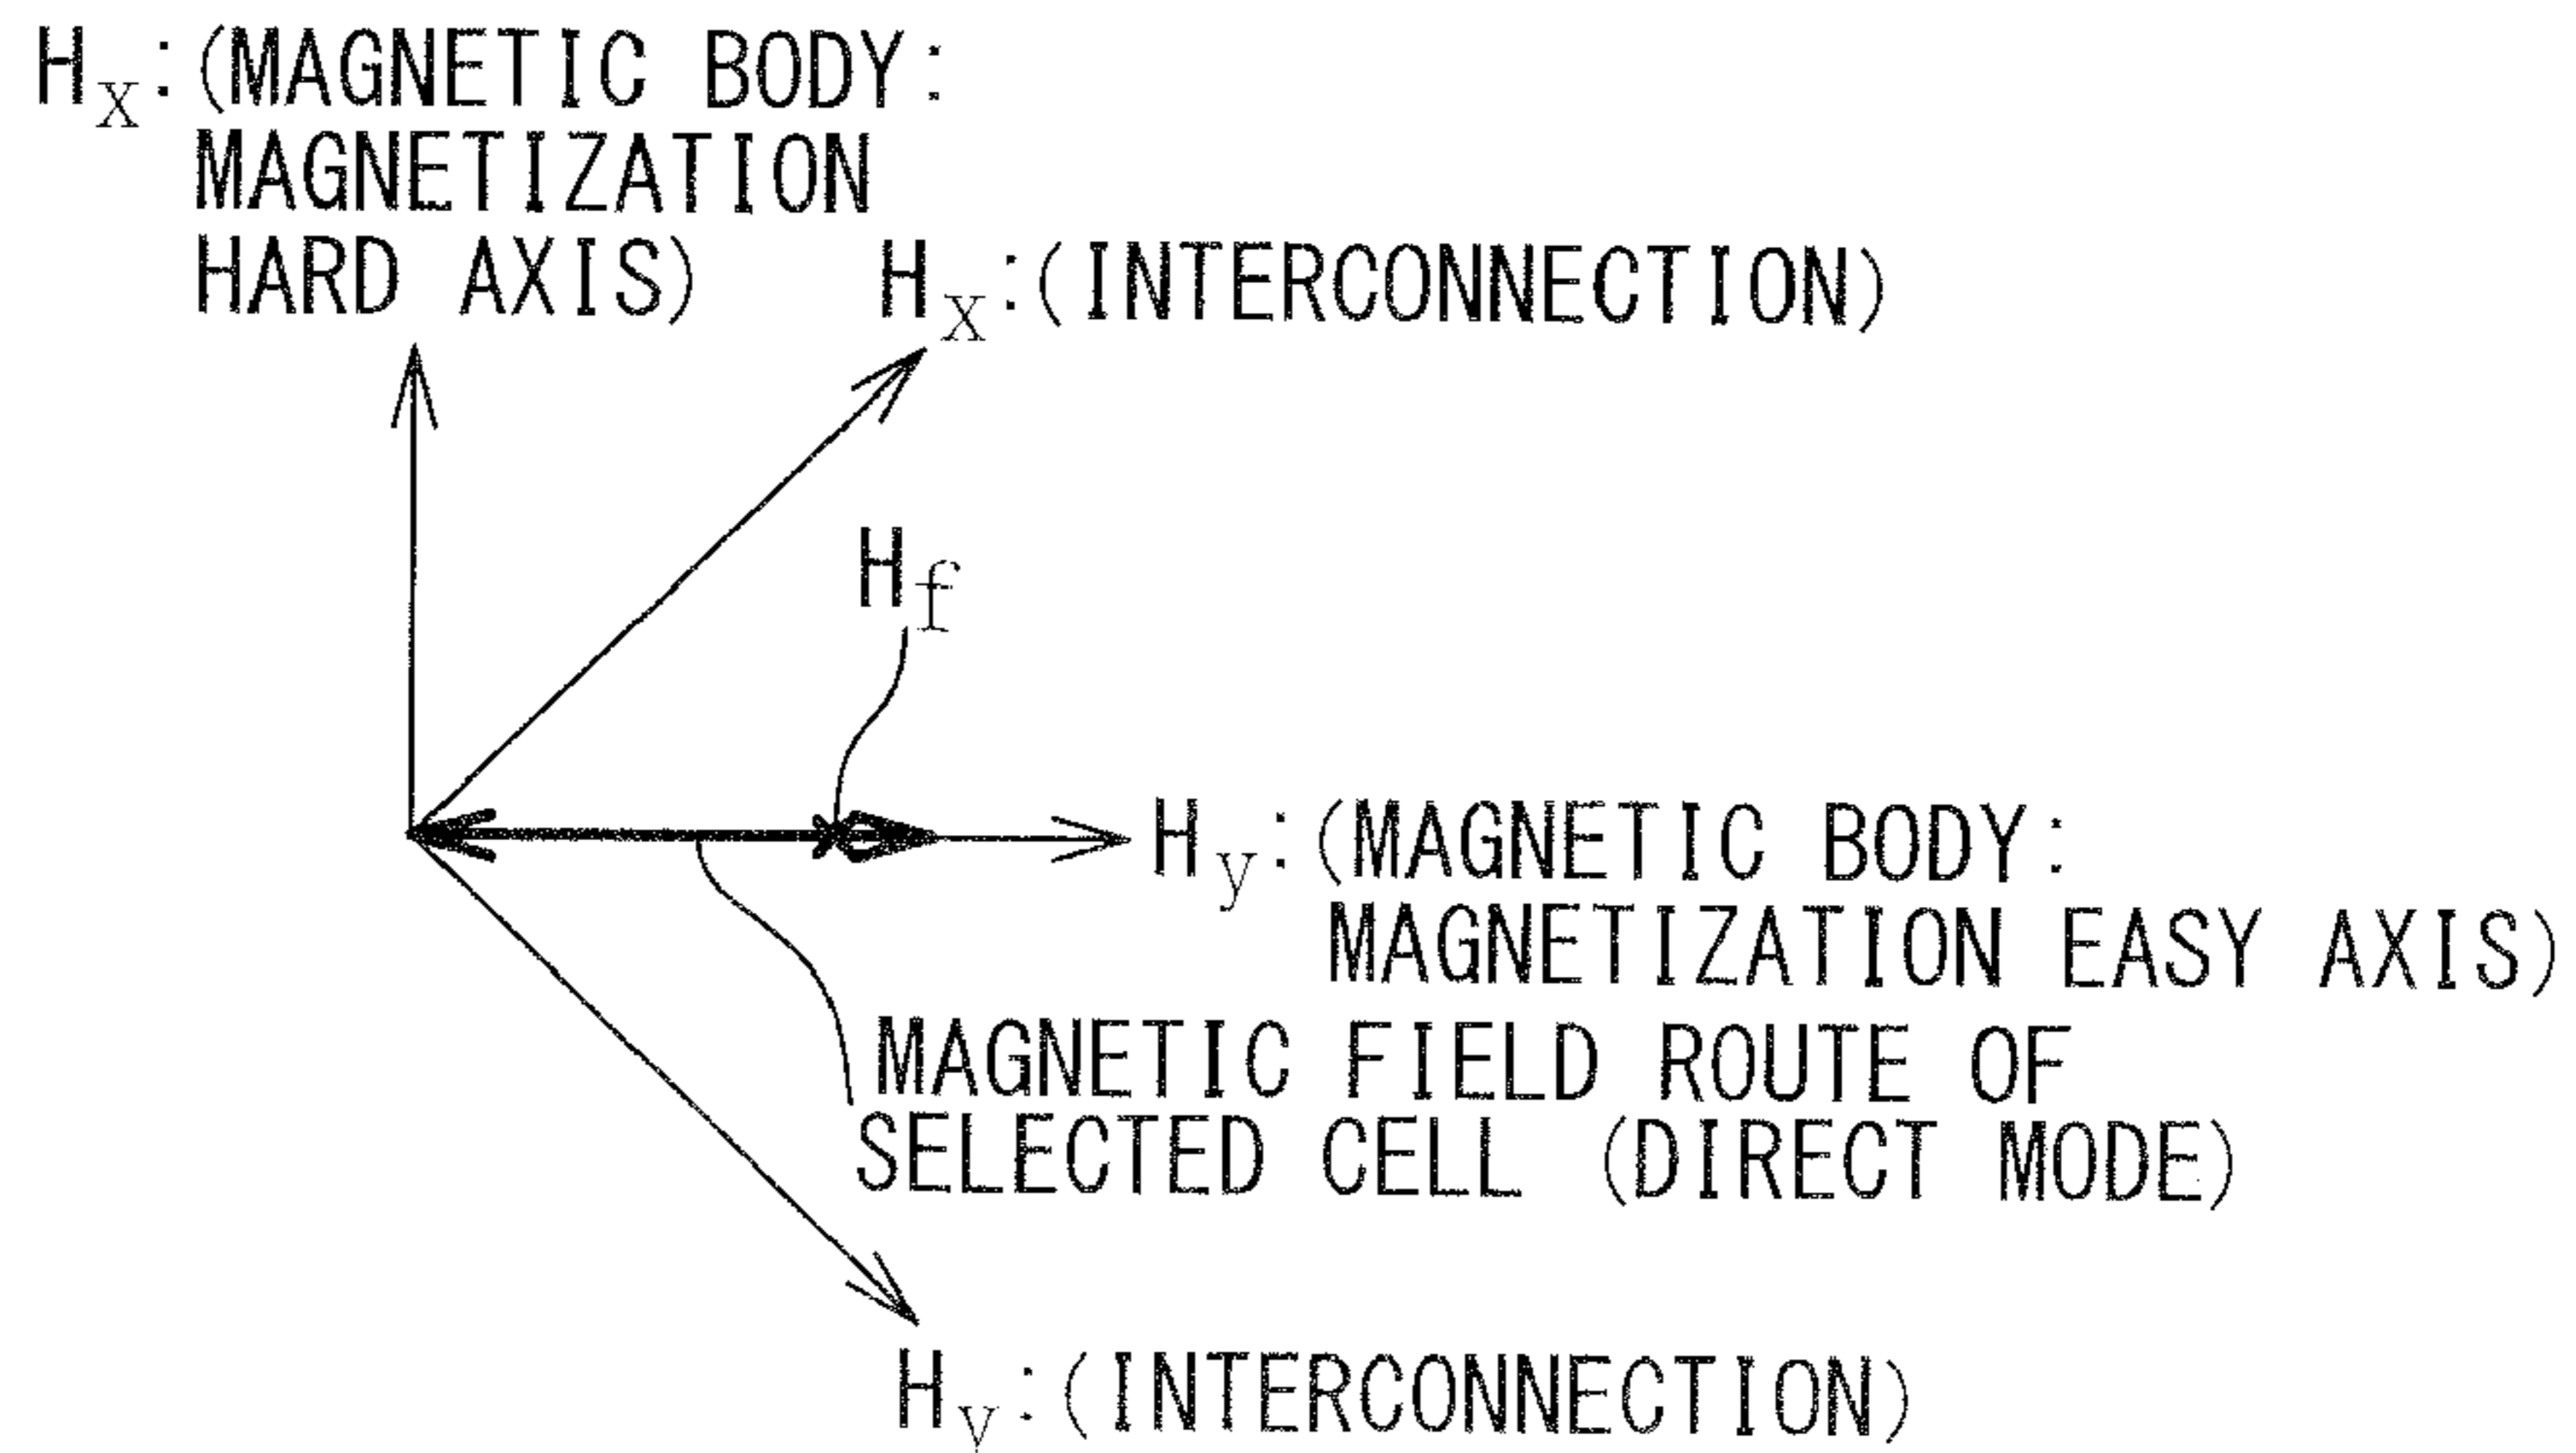 Hx:(MAGNETIC BODY:
MAGNETIZATION
HARD AXIS)
Hx:(INTERCONNECTION)
Hf
Hy:(MAGNETIC BODY:
MAGNETIZATION EASY AXIS)
MAGNETIC FIELD ROUTE OF
SELECTED CELL (DIRECT MODE)
Hy:(INTERCONNECTION)